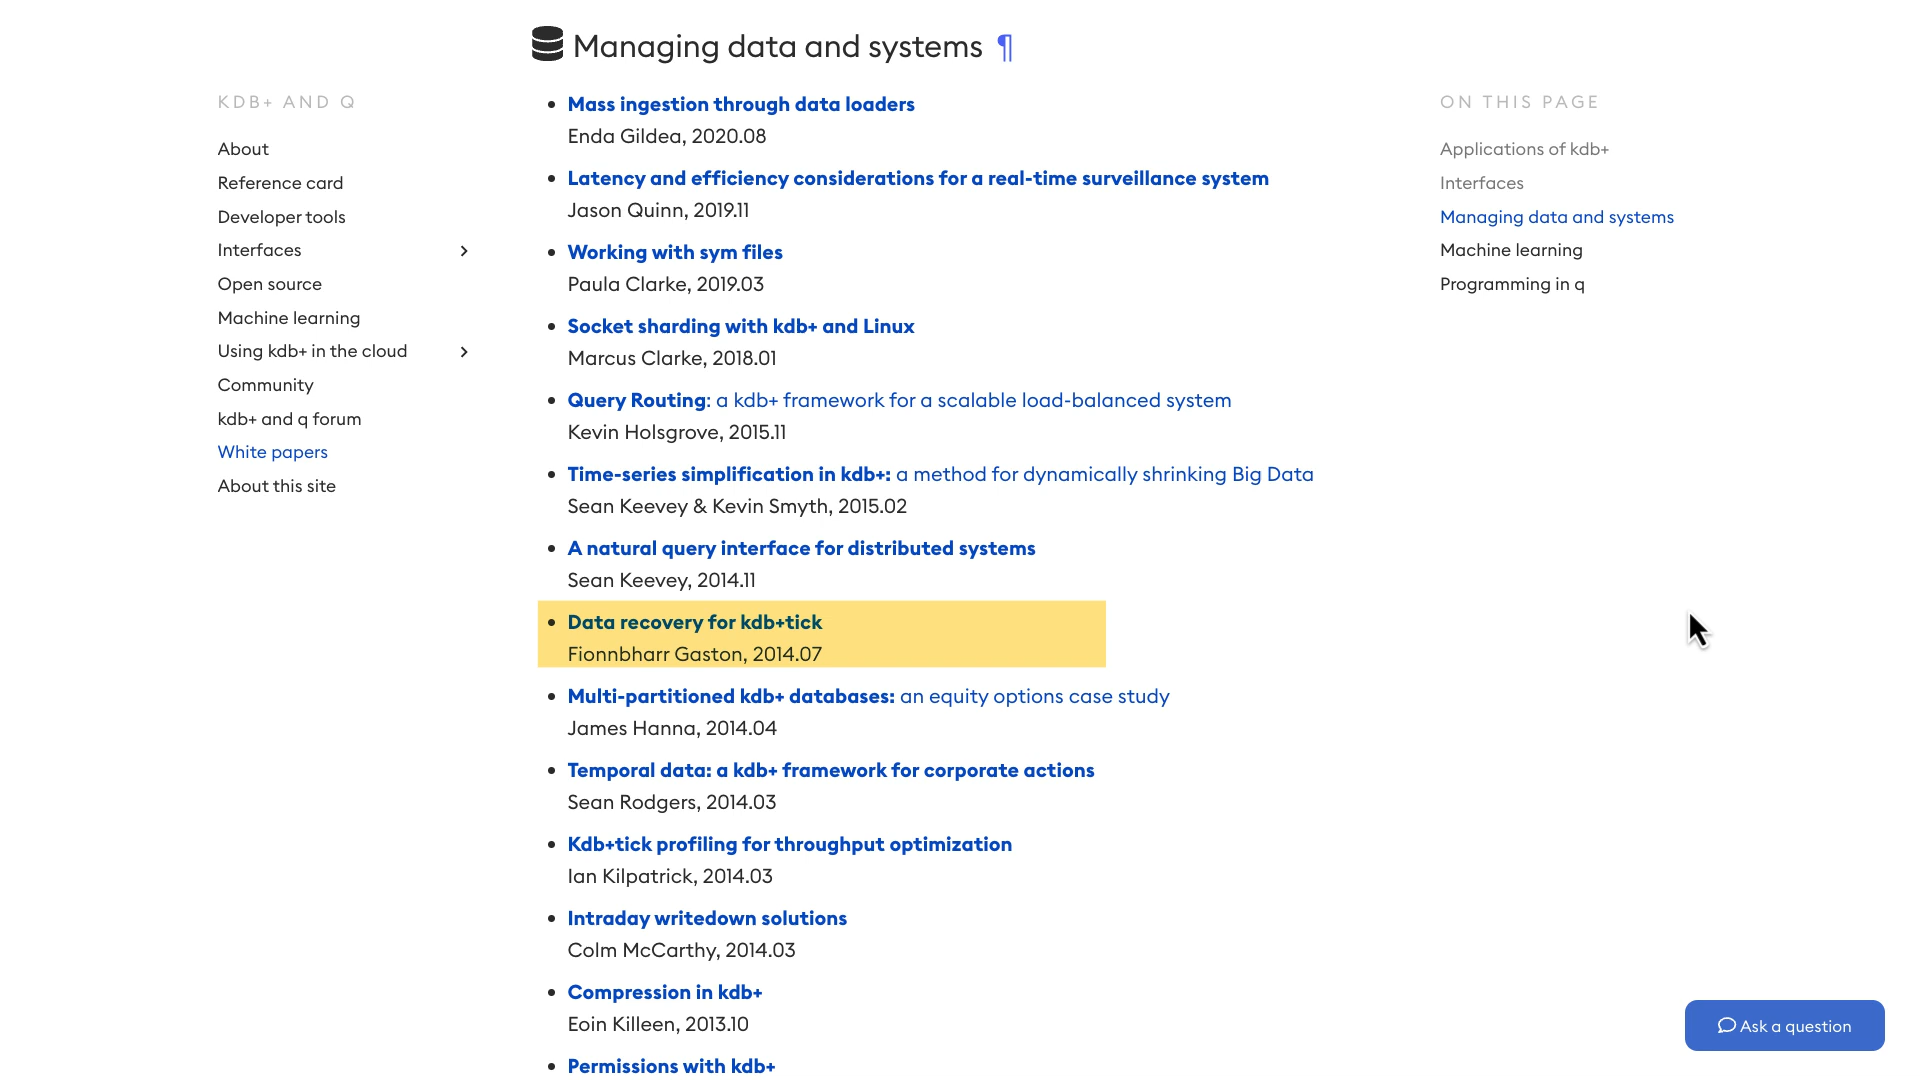 Managing data and systems ¶
KDB+ AND Q
About
Reference card
Developer tools
Interfaces
Open source
Machine learning
Using kdb+ in the cloud
Community
kdb+ and q forum
White papers
About this site
Mass ingestion through data loaders
Enda Gildea, 2020.08
Latency and efficiency considerations for a real-time surveillance system
Jason Quinn, 2019.11
Working with sym files
Paula Clarke, 2019.03
Socket sharding with kdb+ and Linux
Marcus Clarke, 2018.01
Query Routing: a kdb+ framework for a scalable load-balanced system
Kevin Holsgrove, 2015.11
Time-series simplification in kdb+: a method for dynamically shrinking Big Data
Sean Keevey & Kevin Smyth, 2015.02
A natural query interface for distributed systems
Sean Keevey, 2014.11
Data recovery for kdb+tick
Fionnbharr Gaston, 2014.07
Multi-partitioned kdb+ databases: an equity options case study
James Hanna, 2014.04
Temporal data: a kdb+ framework for corporate actions
Sean Rodgers, 2014.03
Kdb+tick profiling for throughput optimization
Ian Kilpatrick, 2014.03
Intraday writedown solutions
Colm McCarthy, 2014.03
Compression in kdb+
Eoin Killeen, 2013.10
Permissions with kdb+
ON THIS PAGE
Applications of kdb+
Interfaces
Managing data and systems
Machine learning
Programming in q
Ask a question